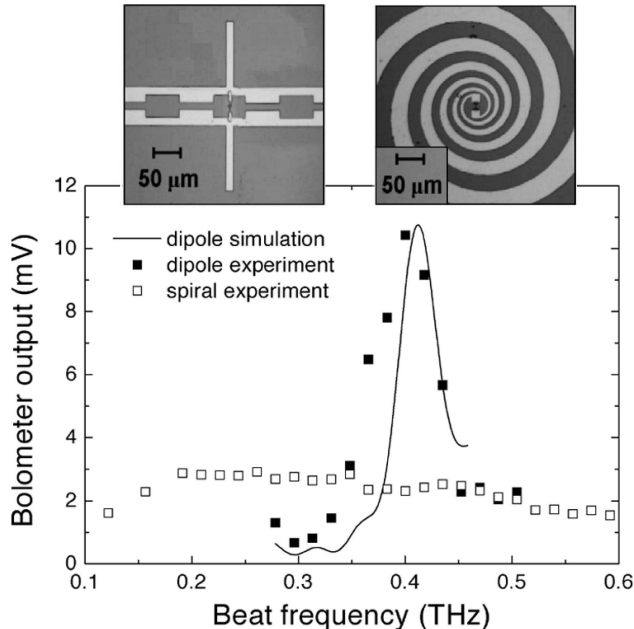 50 μm
50 μm
Bolometer output (mV)
12
10
8
6
4
2
0
dipole simulation
dipole experiment
spiral experiment
0.1
0.2
0.3
0.4
0.5
0.6
Beat frequency (THz)